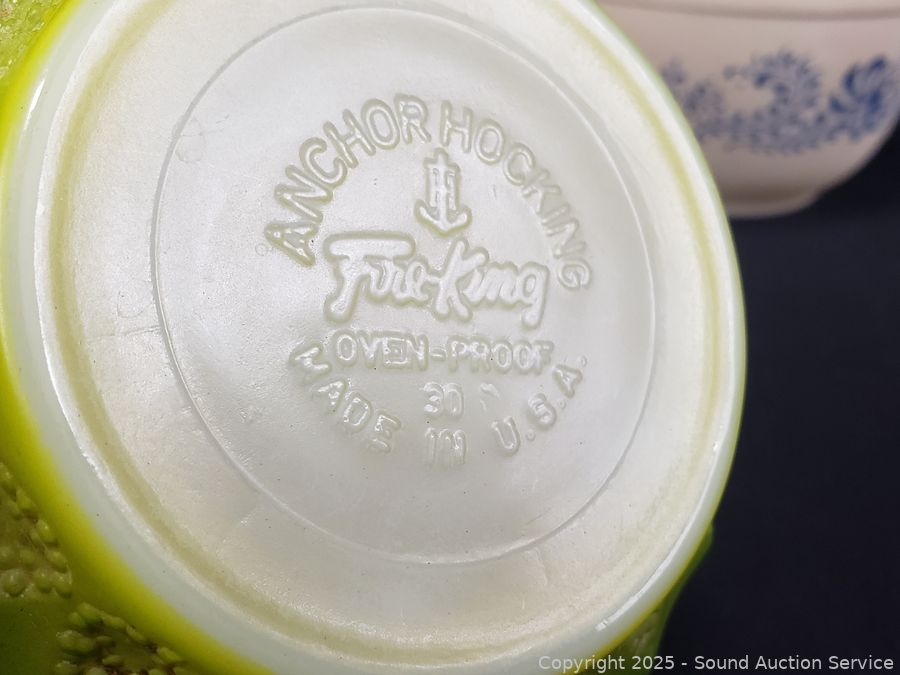 ANCHOR HOCKING
H
Fire-King
OVEN-PROOF
30
MADE IN U.S.A.
Copyright 2025 - Sound Auction Service